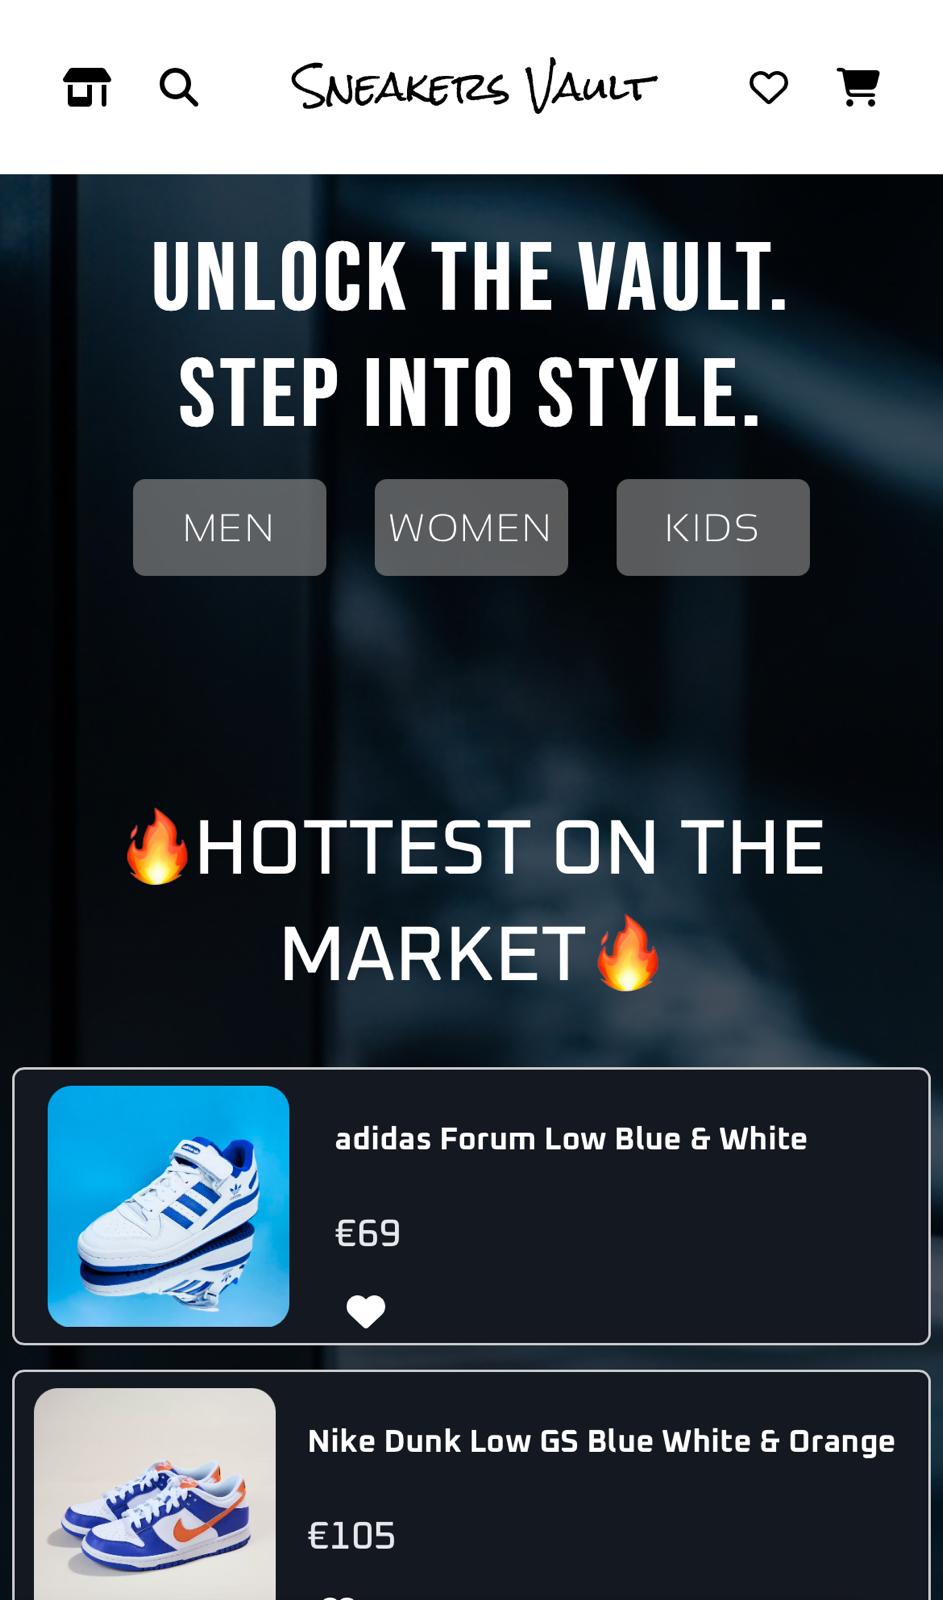 Sneakers Vault
UNLOCK THE VAULT.
STEP INTO STYLE.
MEN
WOMEN
KIDS
🔥HOTTEST ON THE
MARKET🔥
adidas Forum Low Blue & White
€69
Nike Dunk Low GS Blue White & Orange
€105